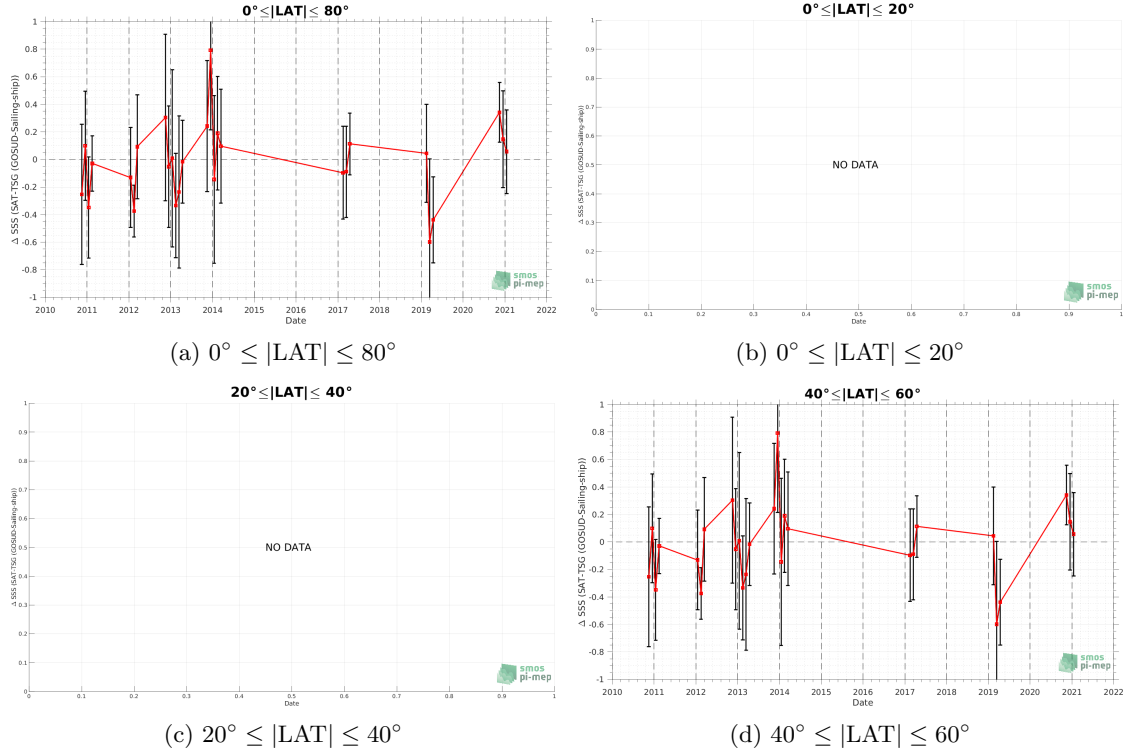 0°≤|LAT|≤ 80°
Δ SSS (SAT-TSG (GOSUD-Sailing-ship))
1
0.8
0.6
0.4
0.2
0
-0.2
-0.4
-0.6
-0.8
-1
2010 2011 2012 2013 2014 2015 2016 2017 2018 2019 2020 2021 2022
Date
smos
pi-mep
(a) 0° ≤ |LAT| ≤ 80°
0°≤|LAT|≤ 20°
Δ SSS (SAT-TSG (GOSUD-Sailing-ship))
1
0.9
0.8
0.7
0.6
0.5
0.4
0.3
0.2
0.1
0
NO DATA
0 0.1 0.2 0.3 0.4 0.5 0.6 0.7 0.8 0.9 1
Date
smos
pi-mep
(b) 0° ≤ |LAT| ≤ 20°
20°≤|LAT|≤ 40°
Δ SSS (SAT-TSG (GOSUD-Sailing-ship))
1
0.9
0.8
0.7
0.6
0.5
0.4
0.3
0.2
0.1
0
NO DATA
0 0.1 0.2 0.3 0.4 0.5 0.6 0.7 0.8 0.9 1
Date
smos
pi-mep
(c) 20° ≤ |LAT| ≤ 40°
40°≤|LAT|≤ 60°
Δ SSS (SAT-TSG (GOSUD-Sailing-ship))
1
0.8
0.6
0.4
0.2
0
-0.2
-0.4
-0.6
-0.8
-1
2010 2011 2012 2013 2014 2015 2016 2017 2018 2019 2020 2021 2022
Date
smos
pi-mep
(d) 40° ≤ |LAT| ≤ 60°